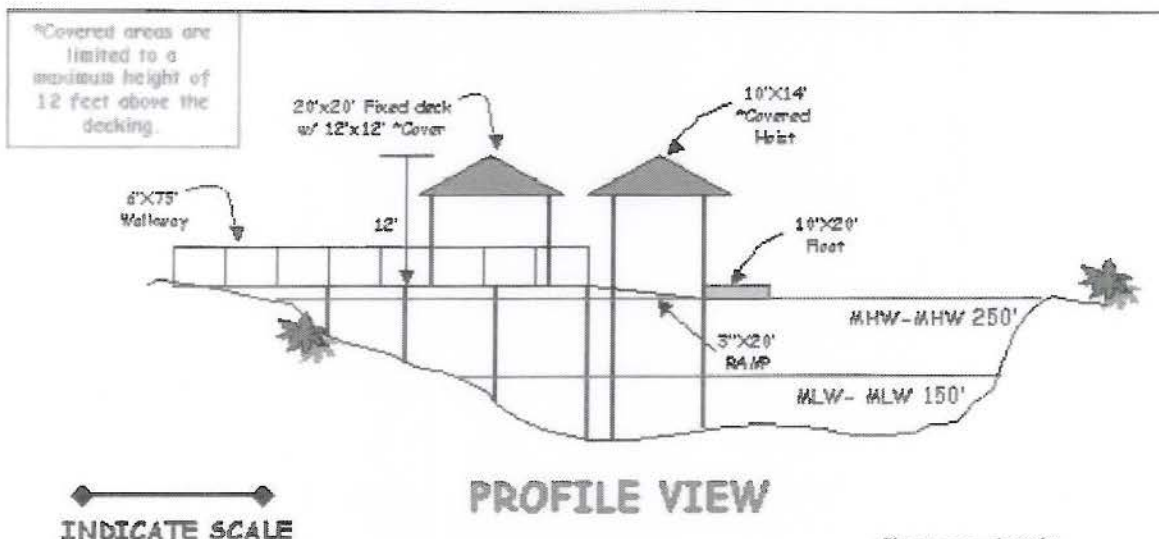 *Covered areas are
limited to a
maximum height of
12 feet above the
decking.
20'x20' Fixed deck
w/ 12'x12' *Cover
10'X14'
*Covered
Hoist
6'X75'
Walkway
12'
10'X20'
Float
MHW-MHW 250'
3"X20'
RAMP
MLW- MLW 150'
PROFILE VIEW
INDICATE SCALE